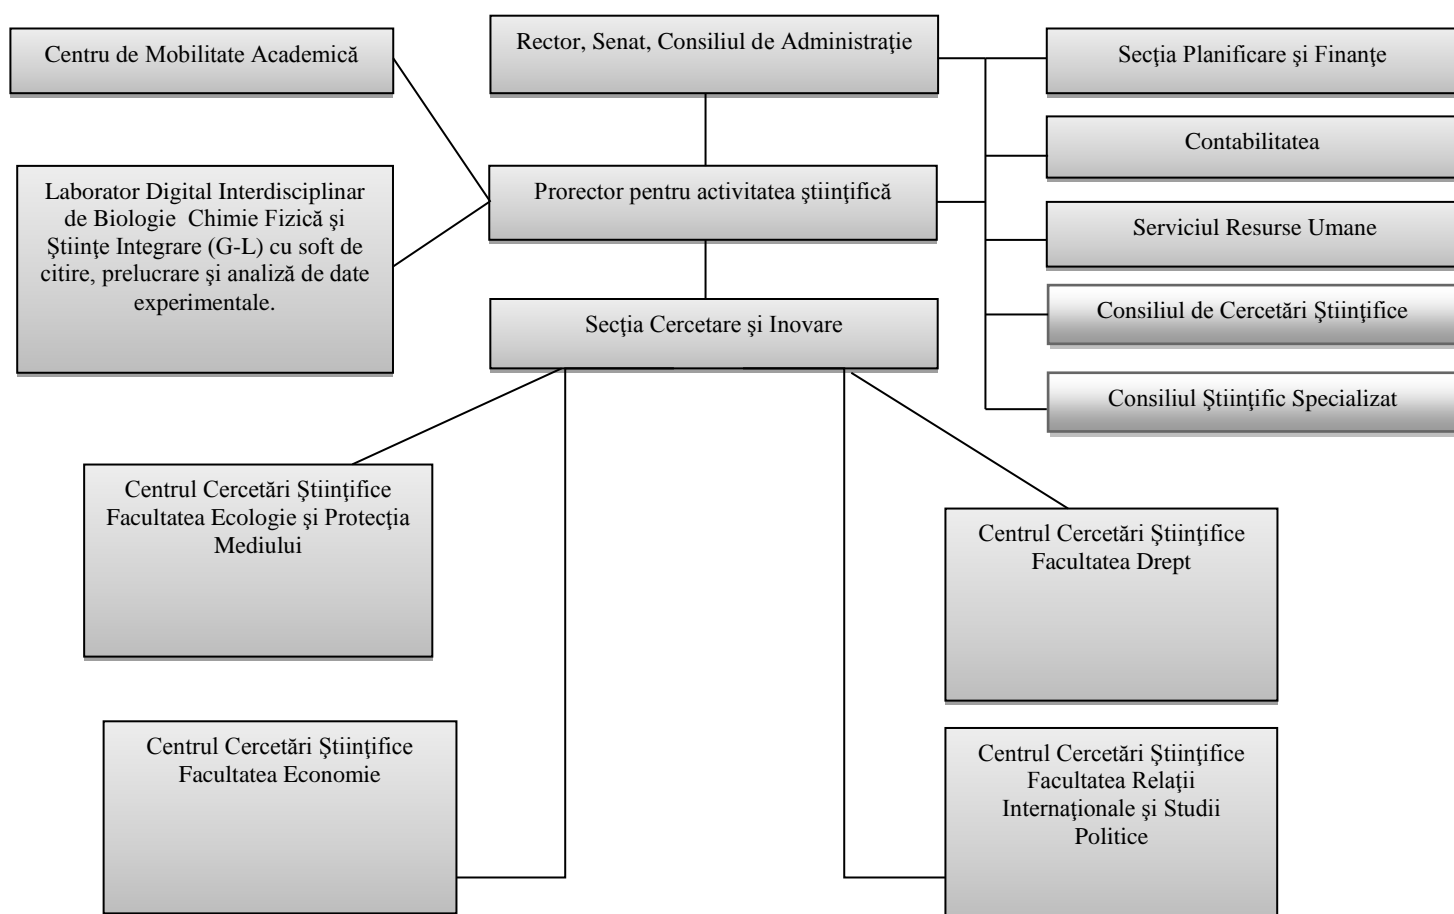 Centru de Mobilitate Academică
Rector, Senat, Consiliul de Administraţie
Secţia Planificare şi Finanţe
Contabilitatea
Laborator Digital Interdisciplinar
de Biologie Chimie Fizică şi
Ştiinţe Integrare (G-L) cu soft de
citire, prelucrare şi analiză de date
experimentale.
Prorector pentru activitatea ştiinţifică
Serviciul Resurse Umane
Secţia Cercetare şi Inovare
Consiliul de Cercetări Ştiinţifice
Consiliul Ştiinţific Specializat
Centrul Cercetări Ştiinţifice
Facultatea Ecologie şi Protecţia
Mediului
Centrul Cercetări Ştiinţifice
Facultatea Drept
Centrul Cercetări Ştiinţifice
Facultatea Economie
Centrul Cercetări Ştiinţifice
Facultatea Relaţii
Internaţionale şi Studii
Politice